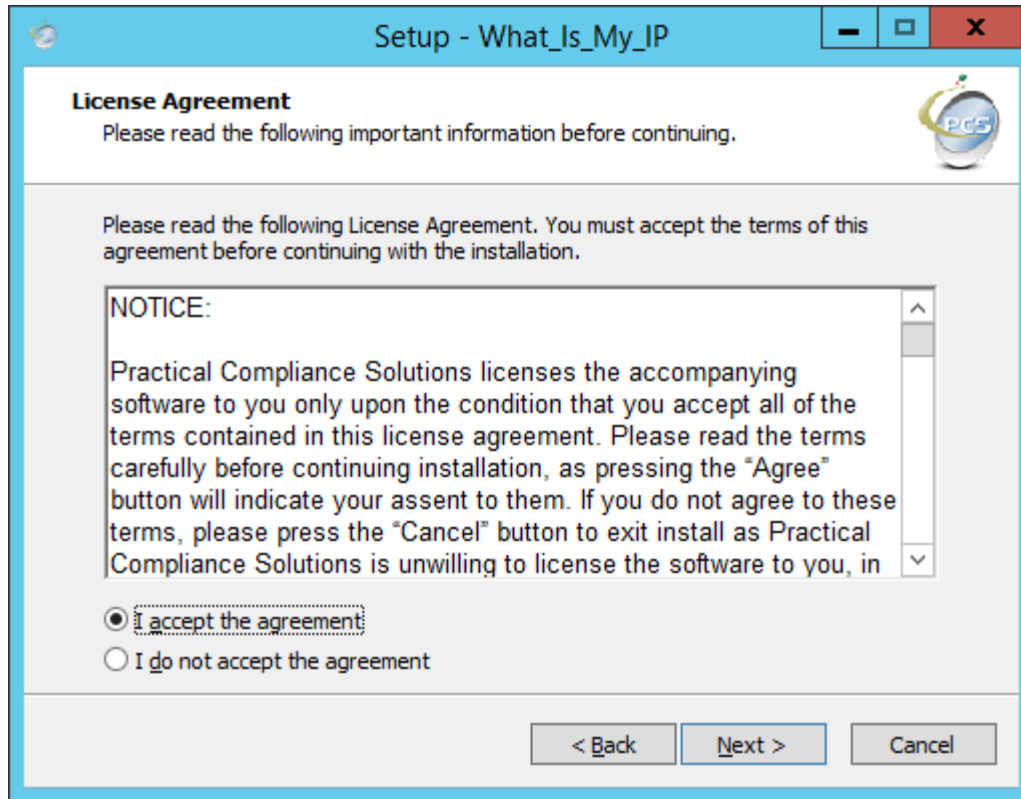 Setup - What_Is_My_IP
License Agreement
Please read the following important information before continuing.
PCS
Please read the following License Agreement. You must accept the terms of this
agreement before continuing with the installation.
NOTICE:
Practical Compliance Solutions licenses the accompanying
software to you only upon the condition that you accept all of the
terms contained in this license agreement. Please read the terms
carefully before continuing installation, as pressing the “Agree”
button will indicate your assent to them. If you do not agree to these
terms, please press the “Cancel” button to exit install as Practical
Compliance Solutions is unwilling to license the software to you, in
I accept the agreement
I do not accept the agreement
< Back Next > Cancel